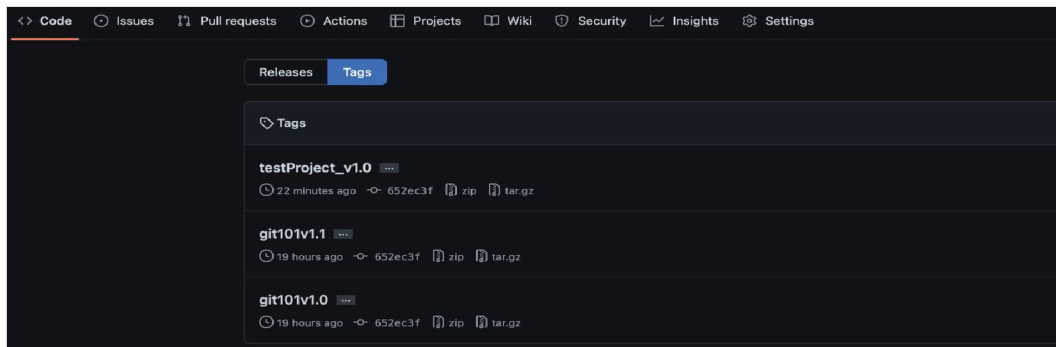 <> Code Issues Pull requests Actions Projects Wiki Security Insights Settings
Releases Tags
Tags
testProject_v1.0 ...
22 minutes ago 652ec3f zip tar.gz
git101v1.1 ...
19 hours ago 652ec3f zip tar.gz
git101v1.0 ...
19 hours ago 652ec3f zip tar.gz